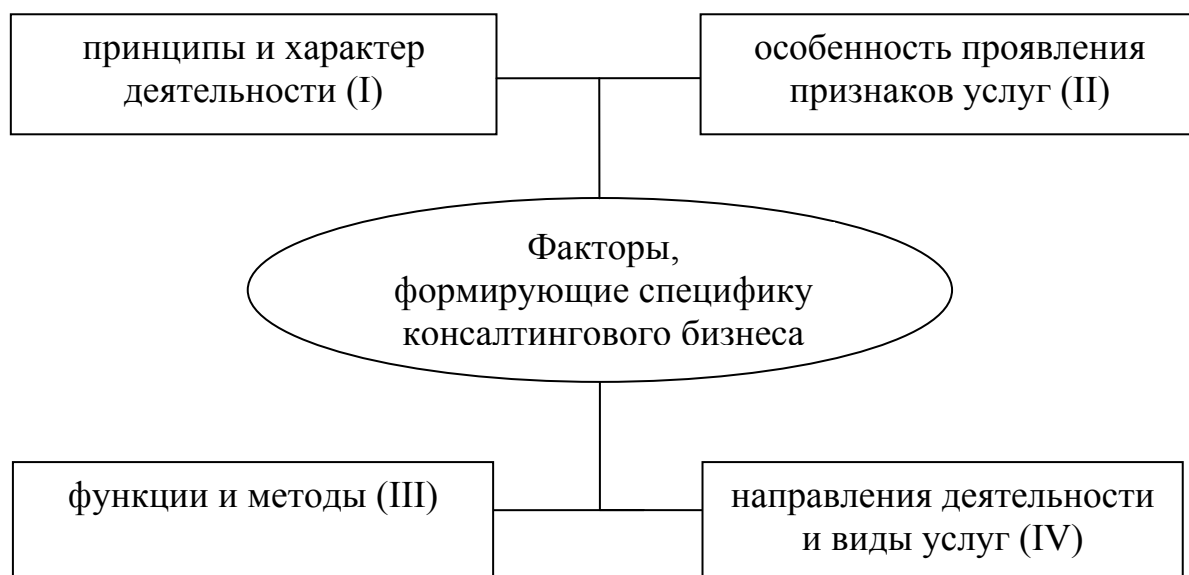 принципы и характер
деятельности (I)
особенность проявления
признаков услуг (II)
Факторы,
формирующие специфику
консалтингового бизнеса
функции и методы (III)
направления деятельности
и виды услуг (IV)